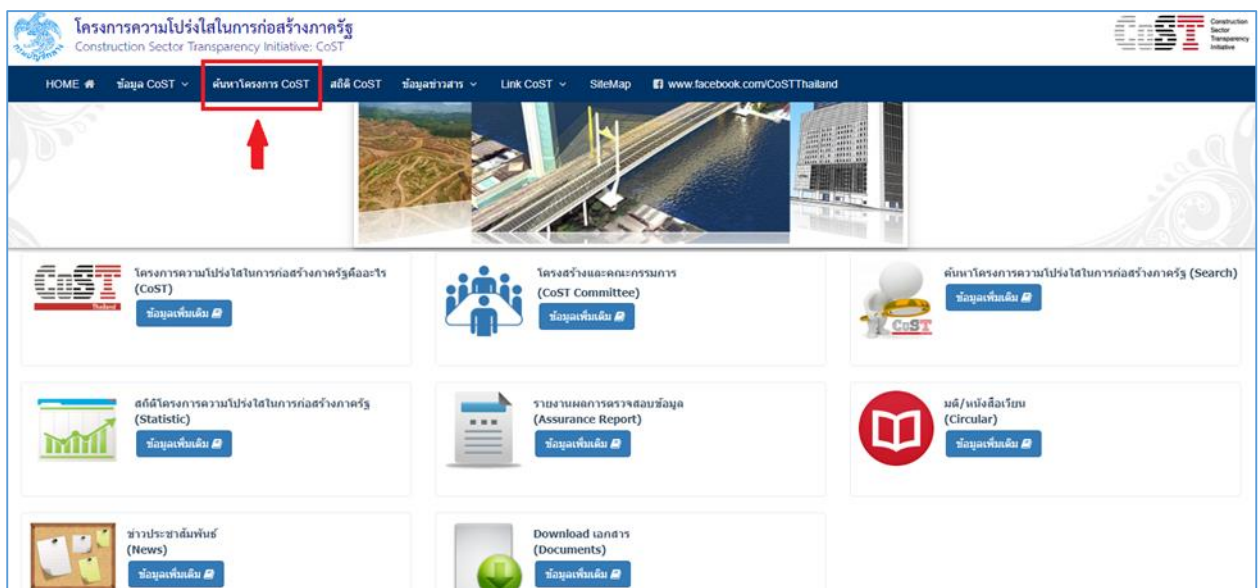 โครงการความโปร่งใสในการก่อสร้างภาครัฐ
Construction Sector Transparency Initiative: CoST
CoST
Construction
Sector
Transparency
Initiative
HOME ข้อมูล CoST ค้นหาโครงการ CoST สถิติ CoST ข้อมูลข่าวสาร Link CoST SiteMap www.facebook.com/CoSTThailand
CoST
Thailand
โครงการความโปร่งใสในการก่อสร้างภาครัฐคืออะไร
(CoST)
ข้อมูลเพิ่มเติม
โครงสร้างและคณะกรรมการ
(CoST Committee)
ข้อมูลเพิ่มเติม
CoST
ค้นหาโครงการความโปร่งใสในการก่อสร้างภาครัฐ (Search)
ข้อมูลเพิ่มเติม
สถิติโครงการความโปร่งใสในการก่อสร้างภาครัฐ
(Statistic)
ข้อมูลเพิ่มเติม
รายงานผลการตรวจสอบข้อมูล
(Assurance Report)
ข้อมูลเพิ่มเติม
มติ/หนังสือเวียน
(Circular)
ข้อมูลเพิ่มเติม
ข่าวประชาสัมพันธ์
(News)
ข้อมูลเพิ่มเติม
Download เอกสาร
(Documents)
ข้อมูลเพิ่มเติม